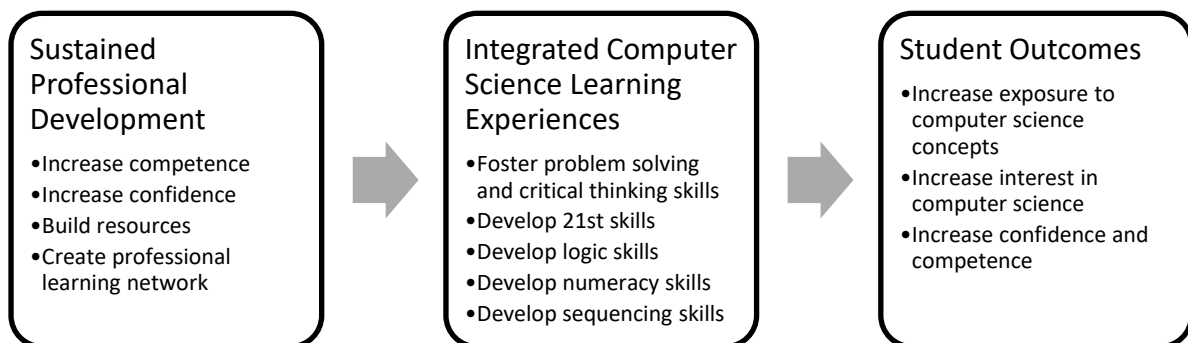 Sustained
Professional
Development
•Increase competence
•Increase confidence
•Build resources
•Create professional
learning network
Integrated Computer
Science Learning
Experiences
•Foster problem solving
and critical thinking skills
•Develop 21st skills
•Develop logic skills
•Develop numeracy skills
•Develop sequencing skills
Student Outcomes
•Increase exposure to
computer science
concepts
•Increase interest in
computer science
•Increase confidence and
competence